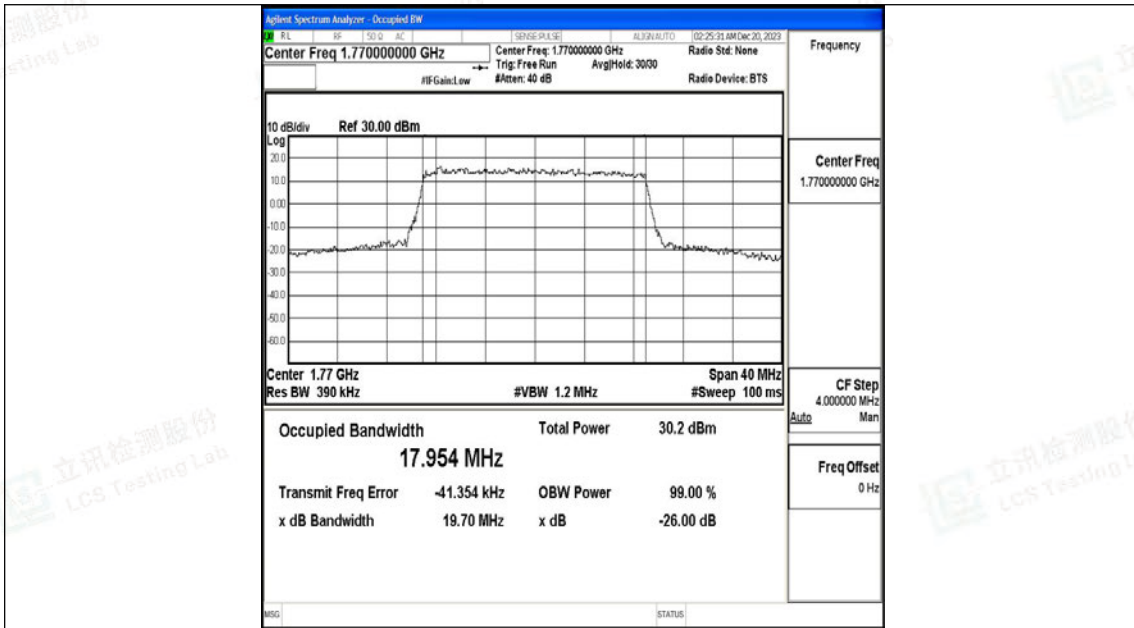 Agilent Spectrum Analyzer - Occupied BW
RL RF 50 Ω AC SENSE:PULSE ALIGN AUTO 02:25:31 AM Dec 20, 2023
Center Freq 1.770000000 GHz
Center Freq: 1.770000000 GHz
Radio Std: None
Trig: Free Run
Avg|Hold: 30/30
#IFGain:Low
#Atten: 40 dB
Radio Device: BTS
10 dB/div
Ref 30.00 dBm
Log
20.0
10.0
0.00
-10.0
-20.0
-30.0
-40.0
-50.0
-60.0
Center 1.77 GHz
Span 40 MHz
Res BW 390 kHz
#VBW 1.2 MHz
#Sweep 100 ms
Occupied Bandwidth
Total Power
30.2 dBm
17.954 MHz
Transmit Freq Error
-41.354 kHz
OBW Power
99.00 %
x dB Bandwidth
19.70 MHz
x dB
-26.00 dB
MSG
STATUS
Frequency
Center Freq
1.770000000 GHz
CF Step
4.000000 MHz
Auto
Man
Freq Offset
0 Hz
立讯检测股份
LCS Testing Lab
立讯检测股份
LCS Testing L